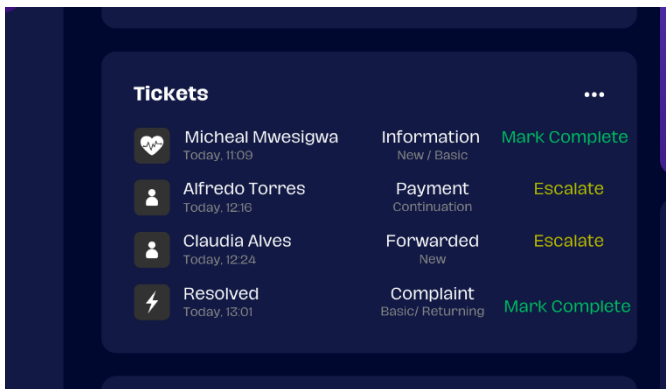 Tickets
Micheal Mwesigwa Information Mark Complete
Today, 11:09 New / Basic
Alfredo Torres Payment Escalate
Today, 12:16 Continuation
Claudia Alves Forwarded Escalate
Today, 12:24 New
Resolved Complaint
Today, 13:01 Basic/ Returning Mark Complete